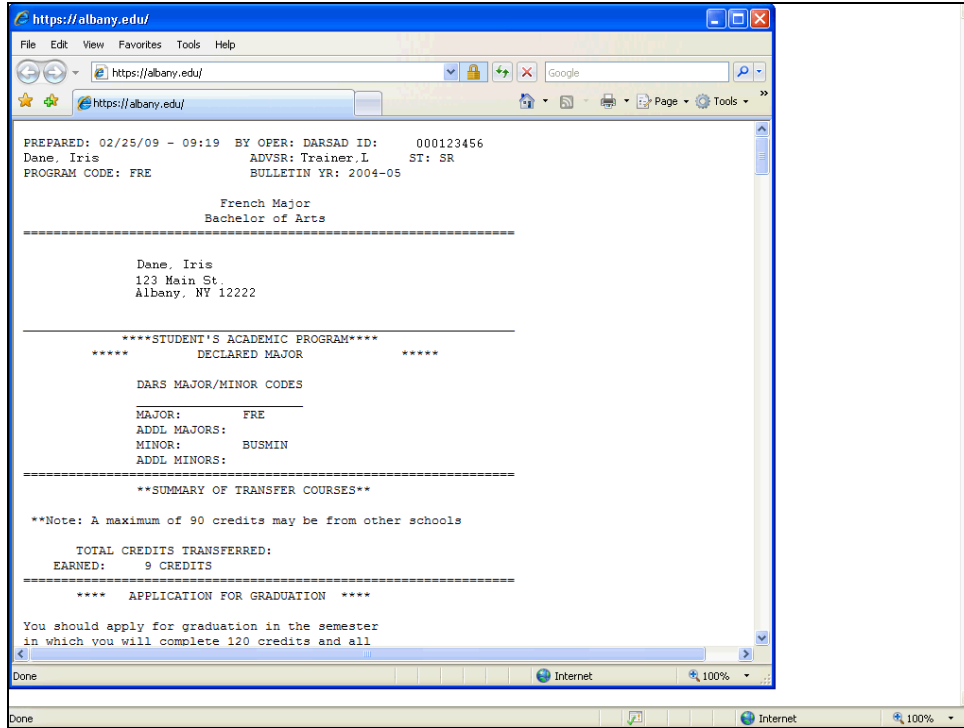 https://albany.edu/
File Edit View Favorites Tools Help
https://albany.edu/ Google
https://albany.edu/ Page Tools »
PREPARED: 02/25/09 - 09:19 BY OPER: DARSAD ID: 000123456
Dane, Iris ADVSR: Trainer,L ST: SR
PROGRAM CODE: FRE BULLETIN YR: 2004-05
French Major
Bachelor of Arts
=================================================================
Dane, Iris
123 Main St.
Albany, NY 12222
****STUDENT'S ACADEMIC PROGRAM****
***** DECLARED MAJOR *****
DARS MAJOR/MINOR CODES
MAJOR: FRE
ADDL MAJORS:
MINOR: BUSMIN
ADDL MINORS:
=================================================================
**SUMMARY OF TRANSFER COURSES**
**Note: A maximum of 90 credits may be from other schools
TOTAL CREDITS TRANSFERRED:
EARNED: 9 CREDITS
=================================================================
**** APPLICATION FOR GRADUATION ****
You should apply for graduation in the semester
in which you will complete 120 credits and all
Done Internet 100%
Done Internet 100%